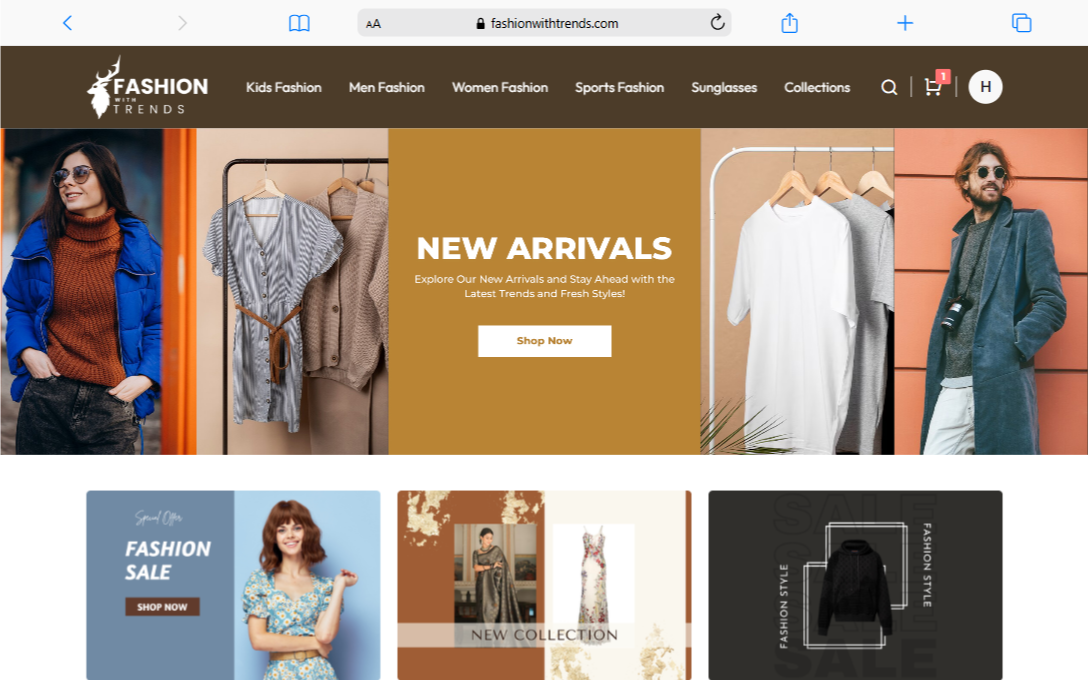 AA
fashionwithtrends.com
FASHION
WITH
TRENDS
Kids Fashion
Men Fashion
Women Fashion
Sports Fashion
Sunglasses
Collections
1
H
NEW ARRIVALS
Explore Our New Arrivals and Stay Ahead with the
Latest Trends and Fresh Styles!
Shop Now
Special Offer
FASHION
SALE
SHOP NOW
NEW COLLECTION
SALE
SALE
SALE
SALE
FASHION STYLE
FASHION STYLE